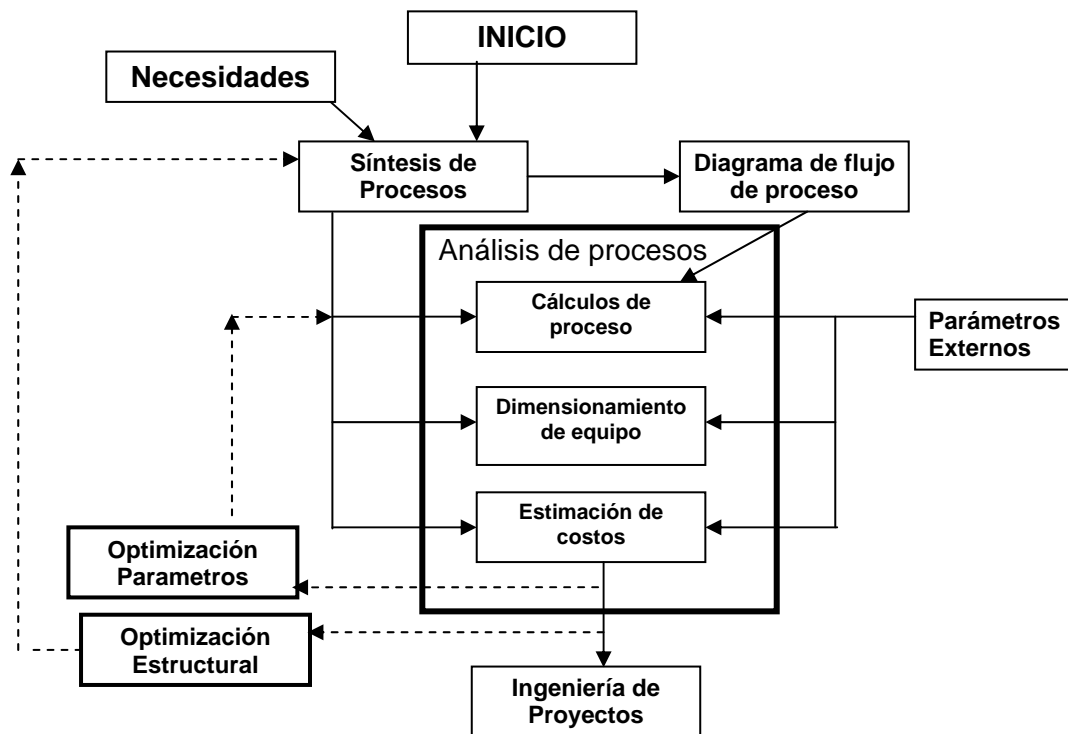 INICIO
Necesidades
Síntesis de
Procesos
Diagrama de flujo
de proceso
Análisis de procesos
Cálculos de
proceso
Parámetros
Externos
Dimensionamiento
de equipo
Estimación de
costos
Optimización
Parametros
Optimización
Estructural
Ingeniería de
Proyectos